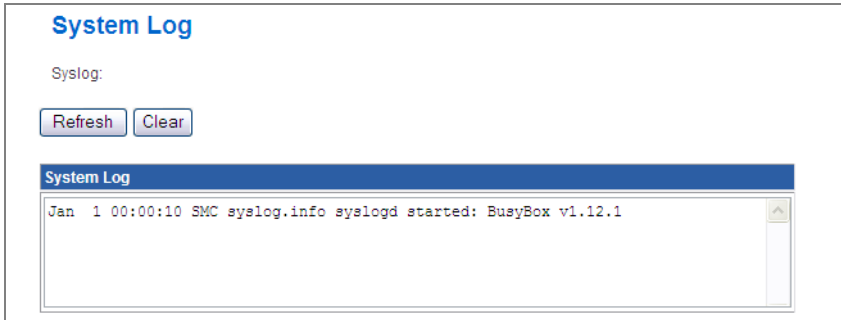 System Log
Syslog:
Refresh Clear
System Log
Jan  1 00:00:10 SMC syslog.info syslogd started: BusyBox v1.12.1